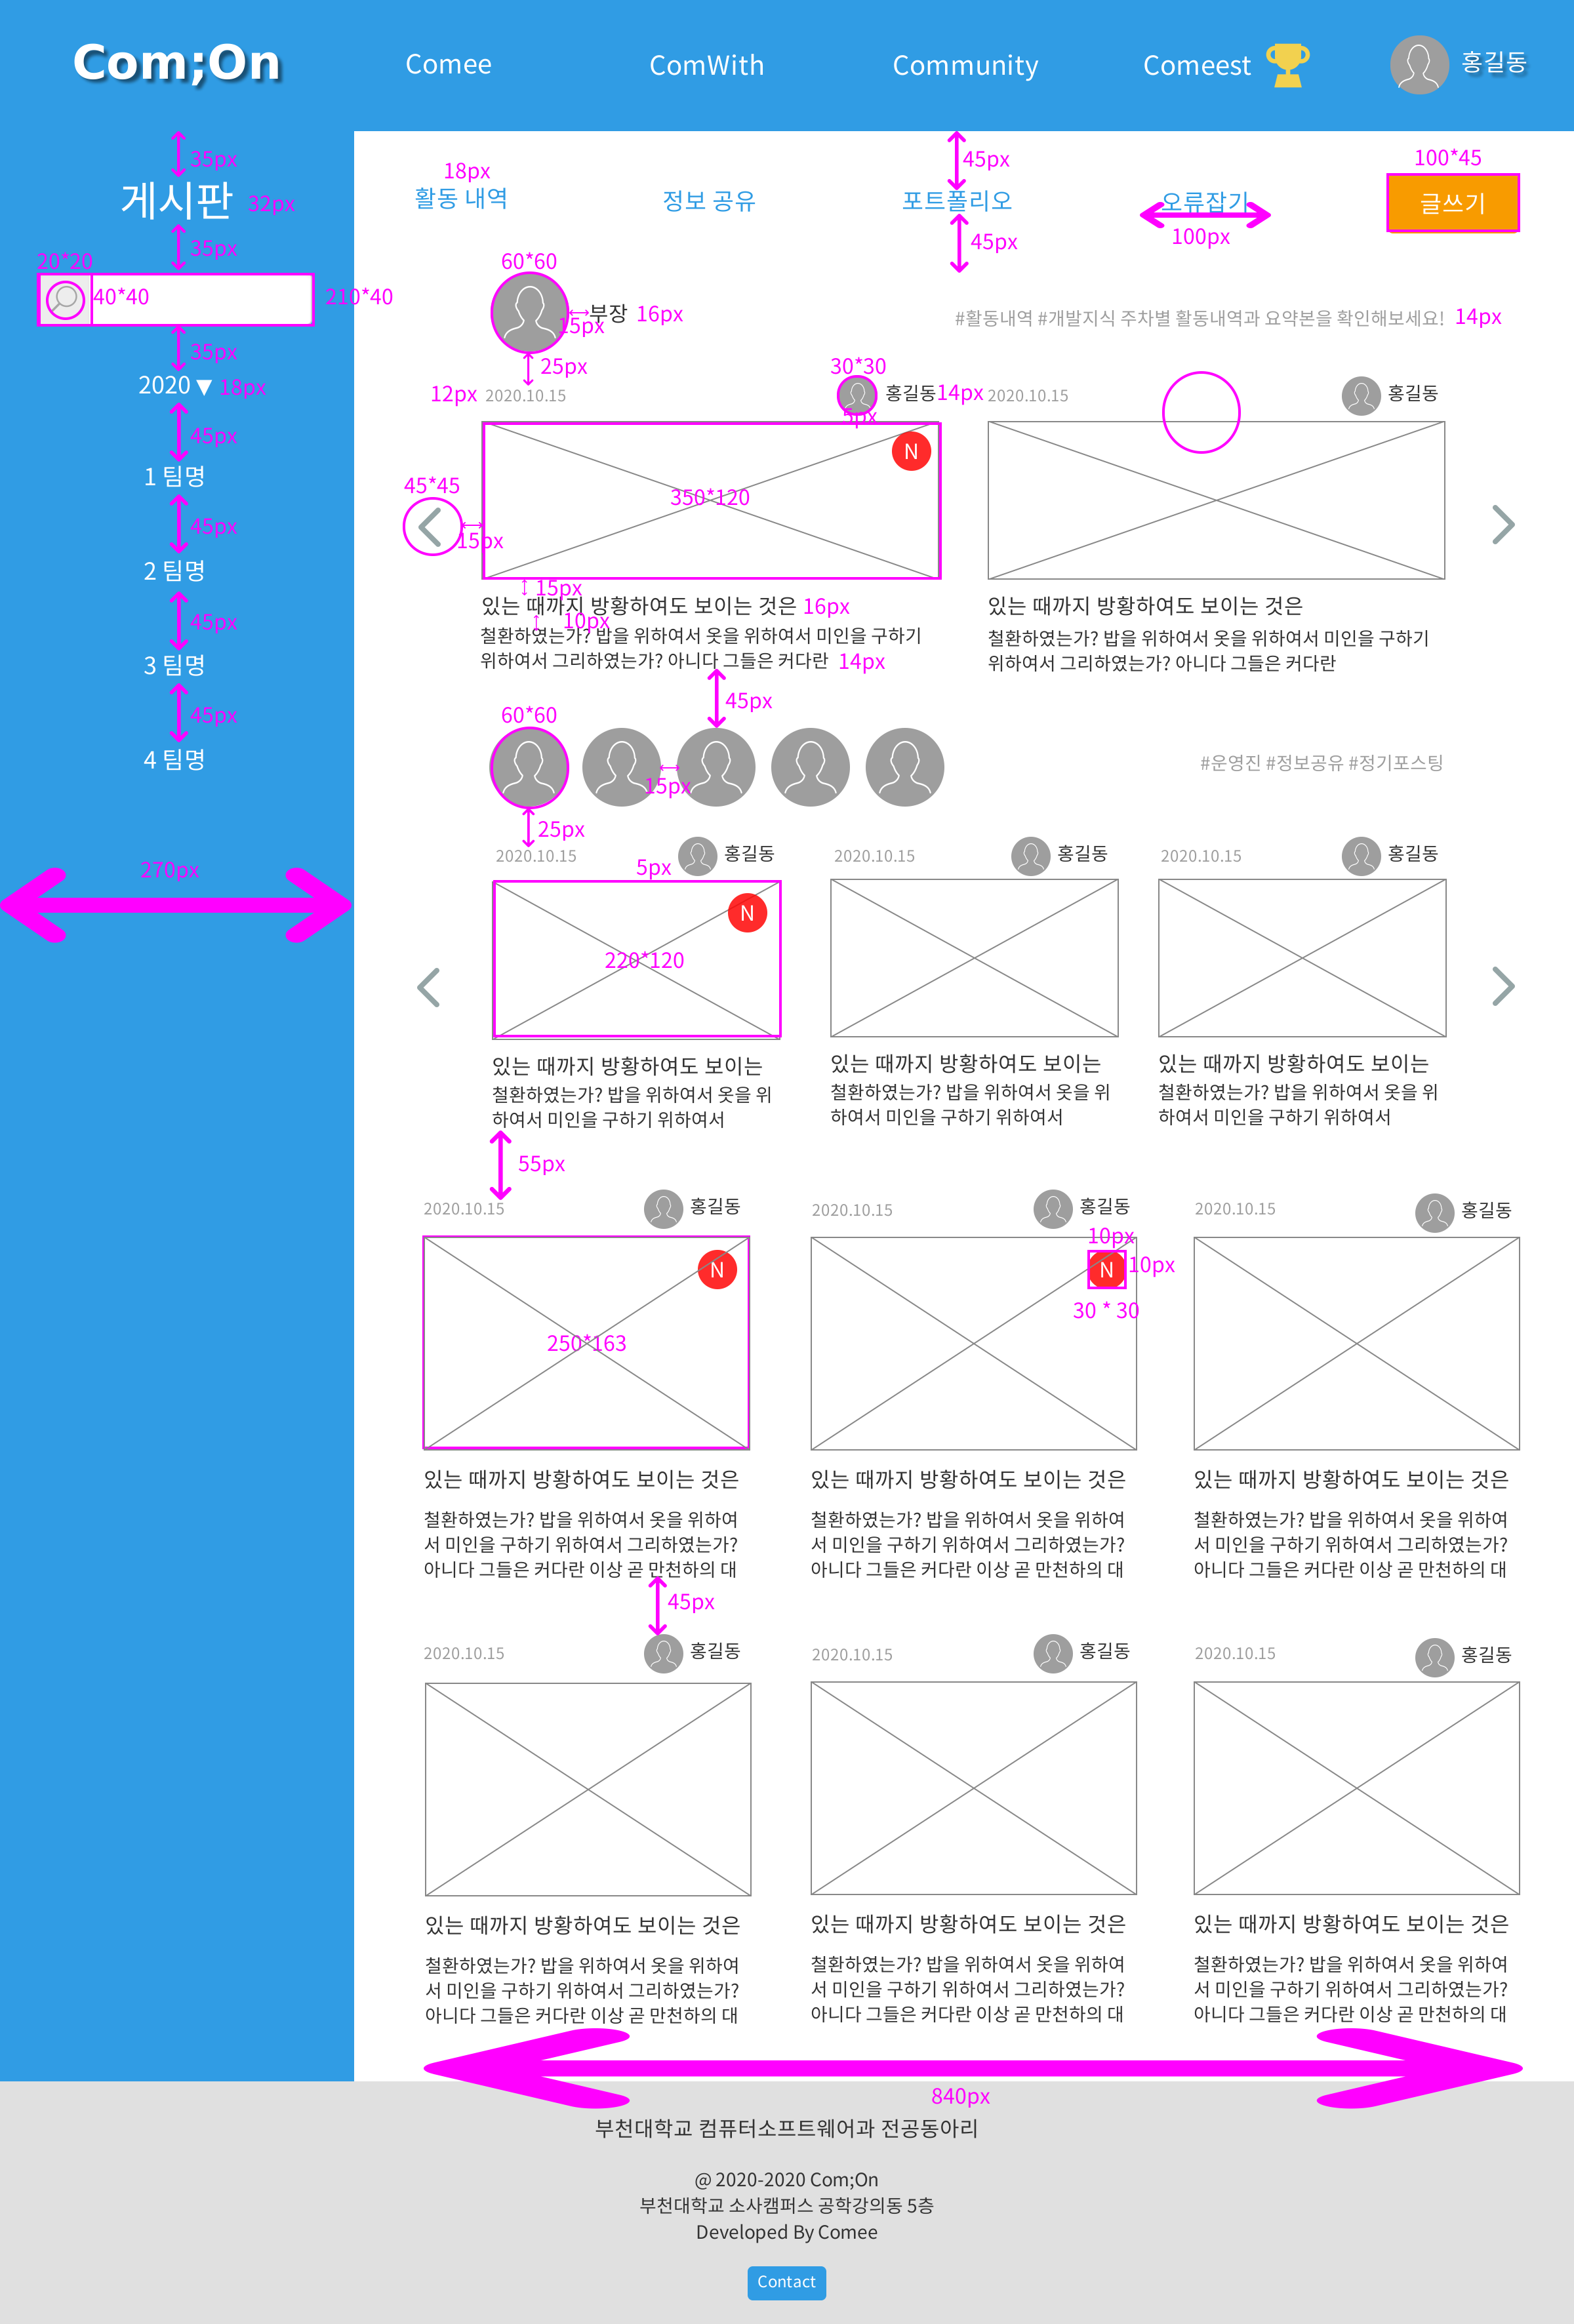 Com;On
Comee
ComWith
Community
Comeest
홍길동
35px
게시판
32px
35px
20*20
40*40
210*40
35px
2020 ▼
18px
45px
1 팀명
45px
2 팀명
45px
3 팀명
45px
4 팀명
270px
18px
활동 내역
정보 공유
45px
포트폴리오
45px
오류잡기
100px
100*45
글쓰기
60*60
부장
16px
15px
25px
#활동내역 #개발지식 주차별 활동내역과 요약본을 확인해보세요!
14px
12px
2020.10.15
30*30
홍길동
14px
5px
2020.10.15
홍길동
N
350*120
45*45
15px
15px
있는 때까지 방황하여도 보이는 것은
16px
10px
철환하였는가? 밥을 위하여서 옷을 위하여서 미인을 구하기
위하여서 그리하였는가? 아니다 그들은 커다란
14px
있는 때까지 방황하여도 보이는 것은
철환하였는가? 밥을 위하여서 옷을 위하여서 미인을 구하기
위하여서 그리하였는가? 아니다 그들은 커다란
45px
60*60
15px
25px
#운영진 #정보공유 #정기포스팅
2020.10.15
홍길동
2020.10.15
홍길동
2020.10.15
홍길동
5px
N
220*120
있는 때까지 방황하여도 보이는
철환하였는가? 밥을 위하여서 옷을 위
하여서 미인을 구하기 위하여서
있는 때까지 방황하여도 보이는
철환하였는가? 밥을 위하여서 옷을 위
하여서 미인을 구하기 위하여서
있는 때까지 방황하여도 보이는
철환하였는가? 밥을 위하여서 옷을 위
하여서 미인을 구하기 위하여서
55px
2020.10.15
홍길동
2020.10.15
홍길동
2020.10.15
홍길동
N
250*163
10px
N
10px
30 * 30
있는 때까지 방황하여도 보이는 것은
철환하였는가? 밥을 위하여서 옷을 위하여
서 미인을 구하기 위하여서 그리하였는가?
아니다 그들은 커다란 이상 곧 만천하의 대
있는 때까지 방황하여도 보이는 것은
철환하였는가? 밥을 위하여서 옷을 위하여
서 미인을 구하기 위하여서 그리하였는가?
아니다 그들은 커다란 이상 곧 만천하의 대
있는 때까지 방황하여도 보이는 것은
철환하였는가? 밥을 위하여서 옷을 위하여
서 미인을 구하기 위하여서 그리하였는가?
아니다 그들은 커다란 이상 곧 만천하의 대
45px
2020.10.15
홍길동
2020.10.15
홍길동
2020.10.15
홍길동
있는 때까지 방황하여도 보이는 것은
철환하였는가? 밥을 위하여서 옷을 위하여
서 미인을 구하기 위하여서 그리하였는가?
아니다 그들은 커다란 이상 곧 만천하의 대
있는 때까지 방황하여도 보이는 것은
철환하였는가? 밥을 위하여서 옷을 위하여
서 미인을 구하기 위하여서 그리하였는가?
아니다 그들은 커다란 이상 곧 만천하의 대
있는 때까지 방황하여도 보이는 것은
철환하였는가? 밥을 위하여서 옷을 위하여
서 미인을 구하기 위하여서 그리하였는가?
아니다 그들은 커다란 이상 곧 만천하의 대
840px
부천대학교 컴퓨터소프트웨어과 전공동아리
@ 2020-2020 Com;On
부천대학교 소사캠퍼스 공학강의동 5층
Developed By Comee
Contact